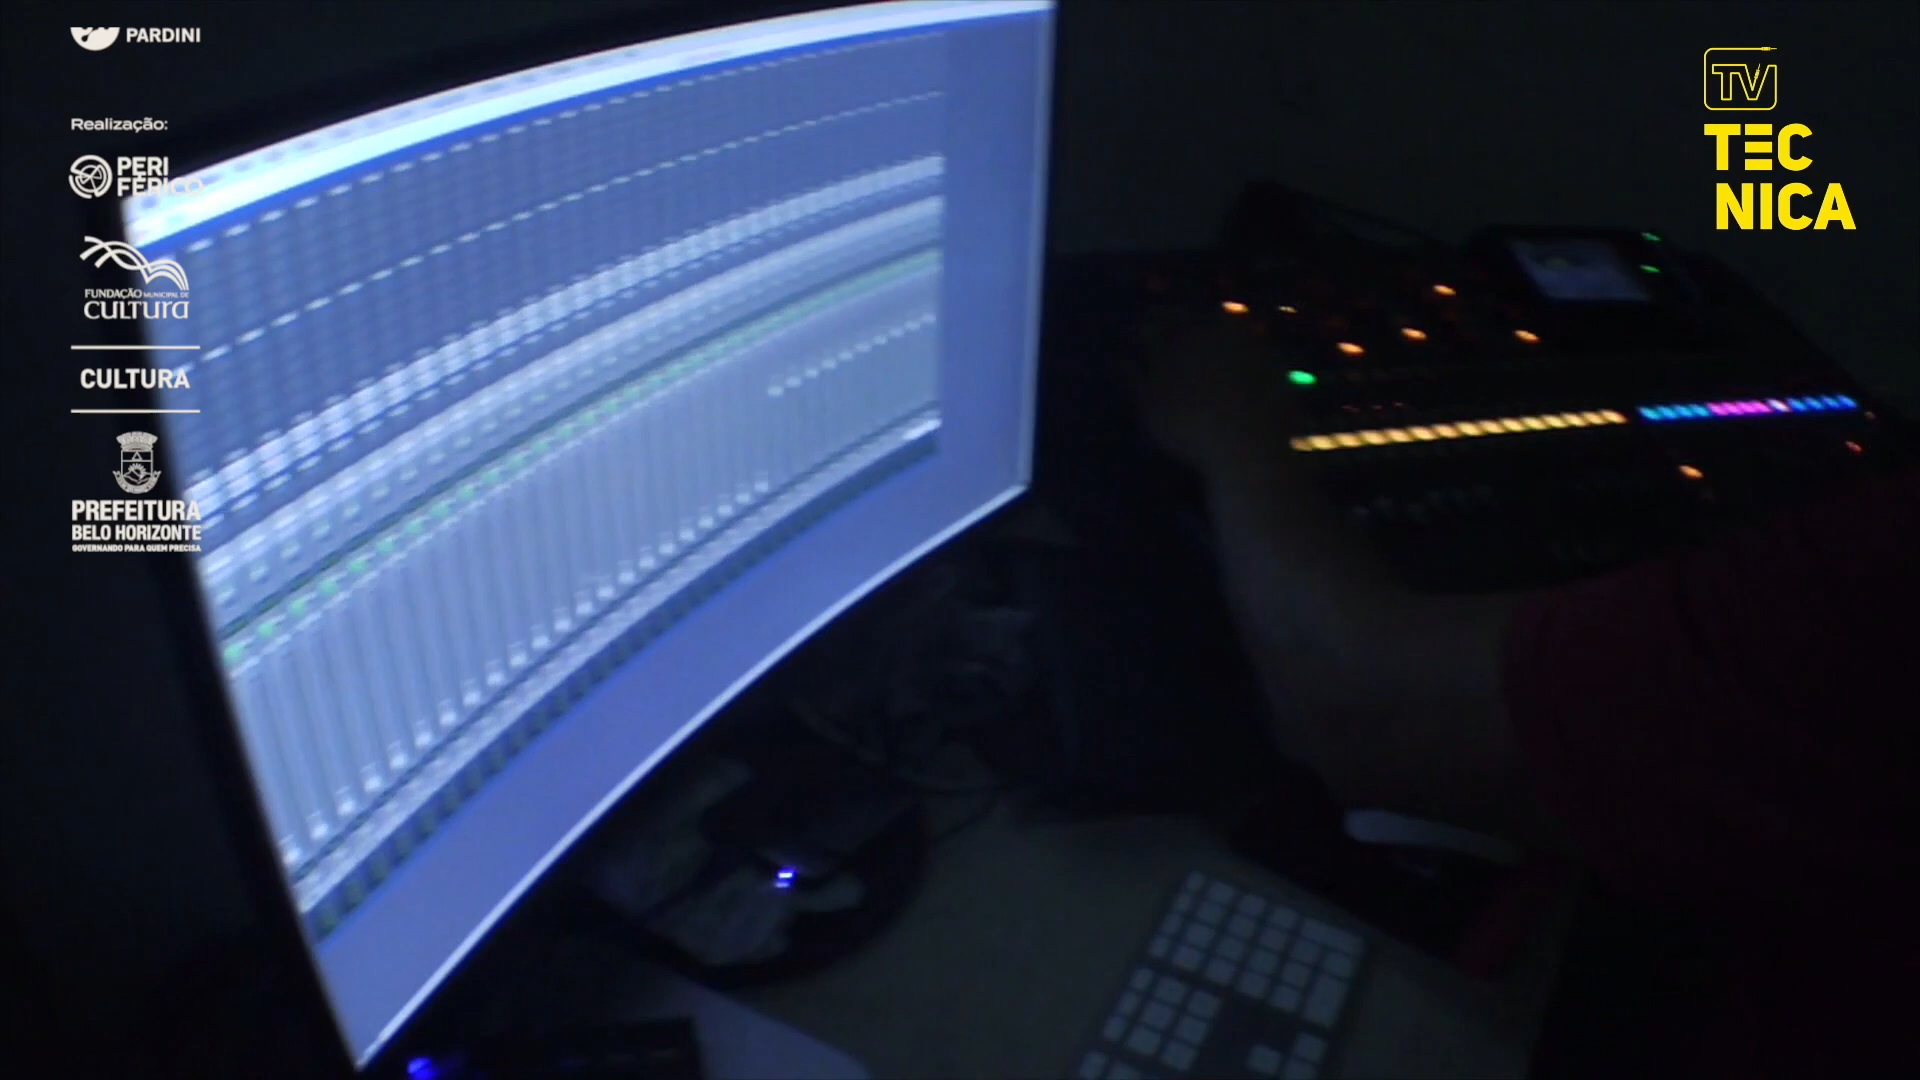 PARDINI
Realização:
PERI
FÉRICO
FUNDAÇÃO MUNICIPAL DE
CULTURA
CULTURA
PREFEITURA
BELO HORIZONTE
GOVERNANDO PARA QUEM PRECISA
TV
TEC
NICA